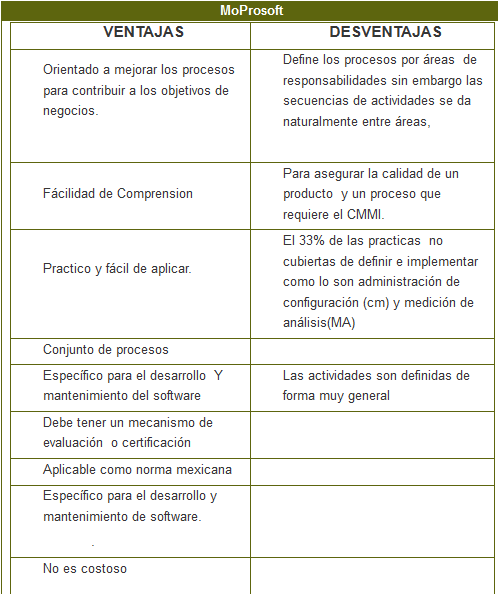 MoProsoft
VENTAJAS
DESVENTAJAS
Orientado a mejorar los procesos
para contribuir a los objetivos de
negocios.
Define los procesos por áreas de
responsabilidades sin embargo las
secuencias de actividades se da
naturalmente entre áreas,
Fácilidad de Comprension
Para asegurar la calidad de un
producto y un proceso que
requiere el CMMI.
Practico y fácil de aplicar.
El 33% de las practicas no
cubiertas de definir e implementar
como lo son administración de
configuración (cm) y medición de
análisis(MA)
Conjunto de procesos
Específico para el desarrollo Y
mantenimiento del software
Las actividades son definidas de
forma muy general
Debe tener un mecanismo de
evaluación o certificación
Aplicable como norma mexicana
Específico para el desarrollo y
mantenimiento de software.
.
No es costoso